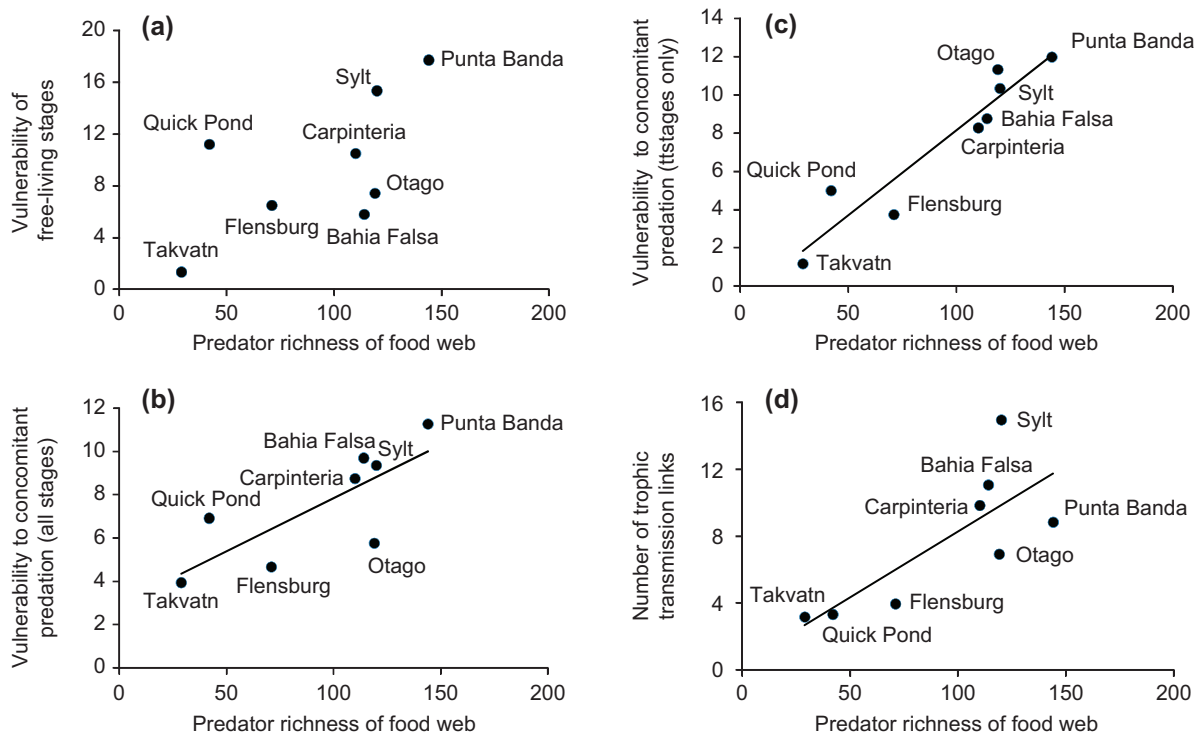 (a)
Vulnerability of
free-living stages
20
16
12
8
4
0
Punta Banda
Sylt
Quick Pond
Carpinteria
Otago
Flensburg
Bahia Falsa
Takvatn
0 50 100 150 200
Predator richness of food web
(c)
Vulnerability to concomitant
predation (ttstages only)
14
12
10
8
6
4
2
0
Otago
Punta Banda
Sylt
Bahia Falsa
Carpinteria
Quick Pond
Flensburg
Takvatn
0 50 100 150 200
Predator richness of food web
(b)
Vulnerability to concomitant
predation (all stages)
12
10
8
6
4
2
0
Punta Banda
Bahia Falsa
Sylt
Carpinteria
Quick Pond
Otago
Flensburg
Takvatn
0 50 100 150 200
Predator richness of food web
(d)
Number of trophic
transmission links
16
12
8
4
0
Sylt
Bahia Falsa
Carpinteria
Punta Banda
Otago
Takvatn
Flensburg
Quick Pond
0 50 100 150 200
Predator richness of food web